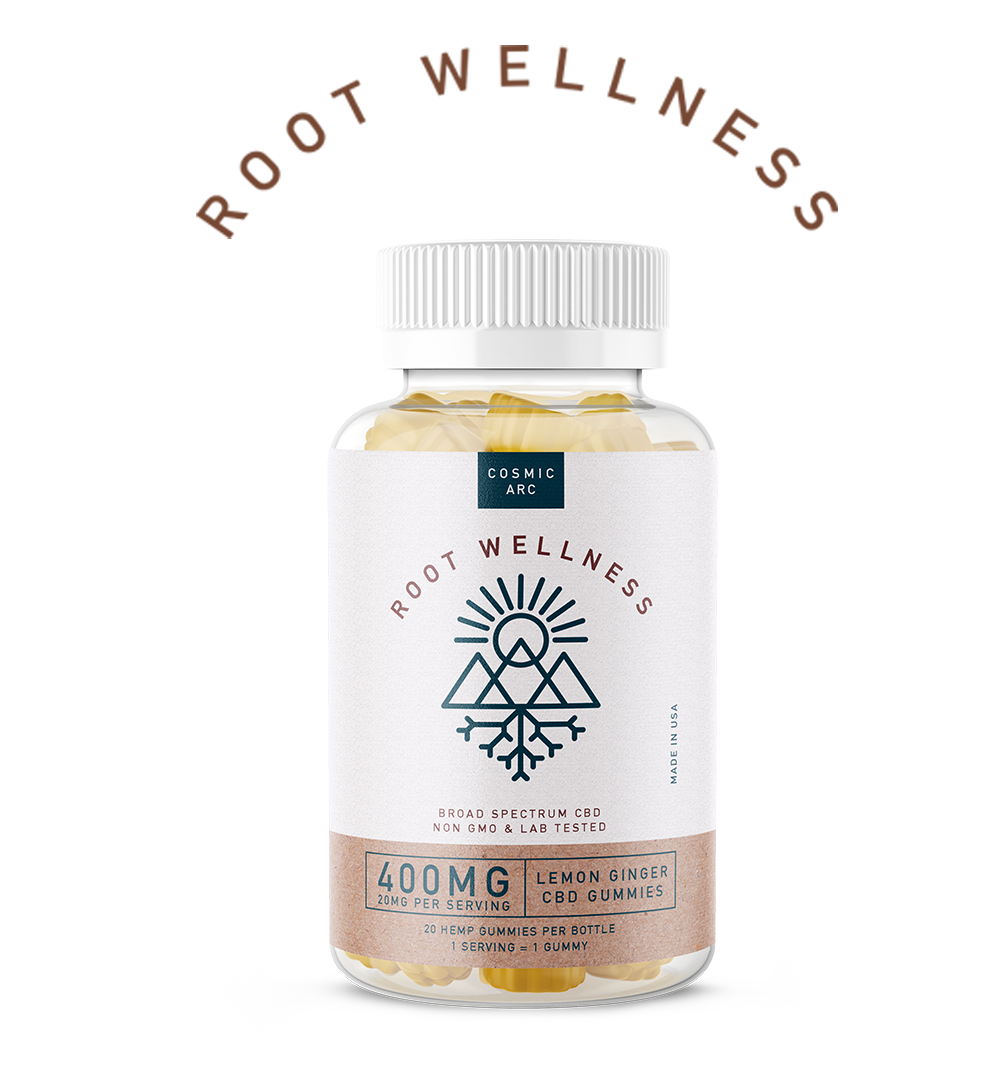 ROOT WELLNESS
COSMIC
ARC
ROOT WELLNESS
MADE IN USA
BROAD SPECTRUM CBD
NON GMO & LAB TESTED
400MG
20MG PER SERVING
LEMON GINGER
CBD GUMMIES
20 HEMP GUMMIES PER BOTTLE
1 SERVING = 1 GUMMY